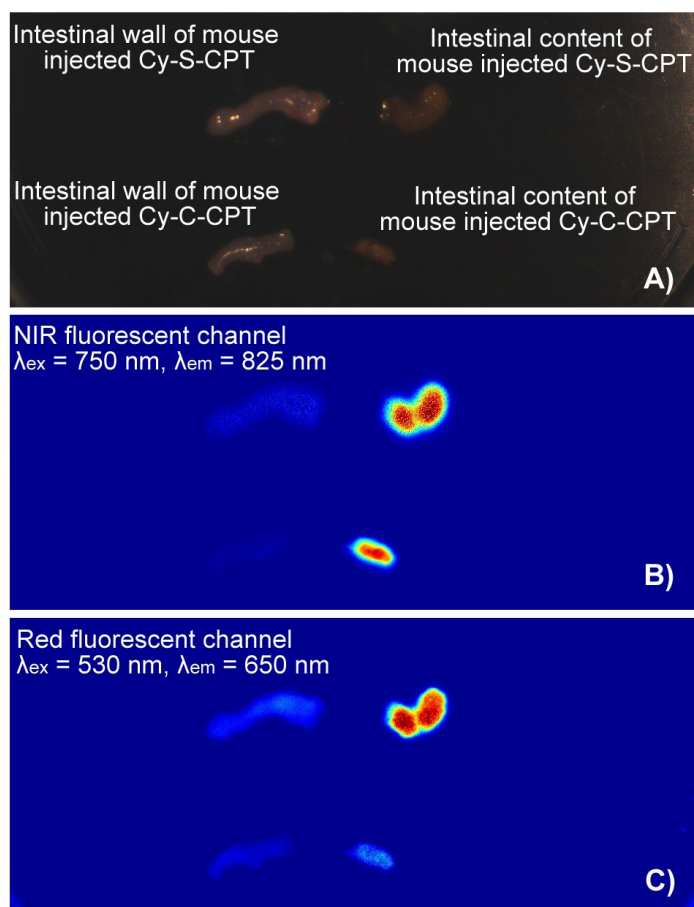 Intestinal wall of mouse
injected Cy-S-CPT
Intestinal content of
mouse injected Cy-S-CPT
Intestinal wall of mouse
injected Cy-C-CPT
Intestinal content of
mouse injected Cy-C-CPT
A)
NIR fluorescent channel
λex = 750 nm, λem = 825 nm
B)
Red fluorescent channel
λex = 530 nm, λem = 650 nm
C)